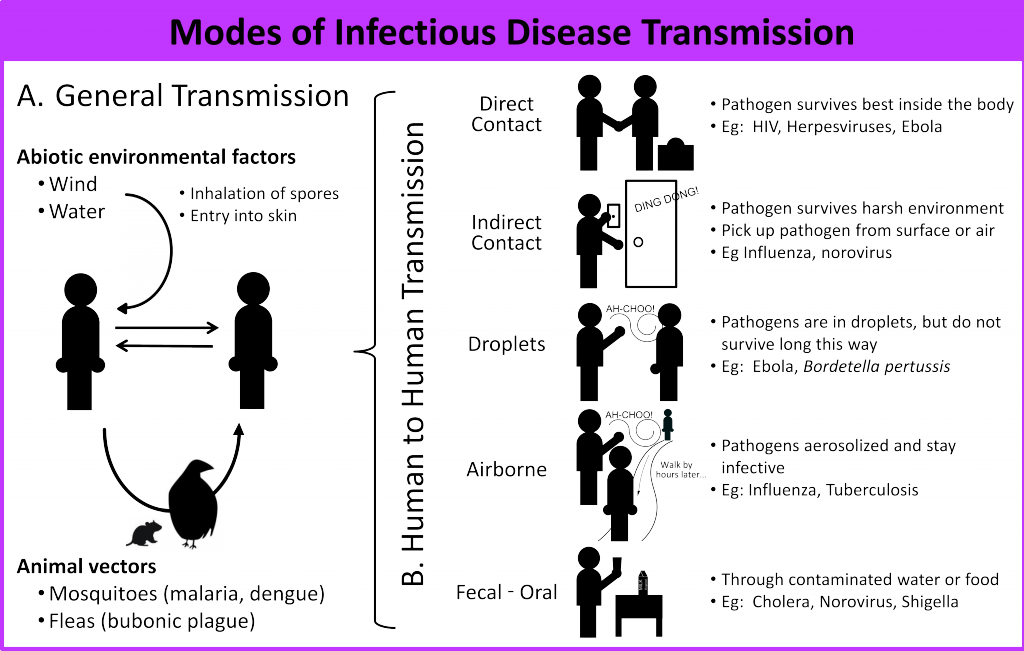 Modes of Infectious Disease Transmission
A. General Transmission
Abiotic environmental factors
• Wind
• Water
• Inhalation of spores
• Entry into skin
Animal vectors
• Mosquitoes (malaria, dengue)
• Fleas (bubonic plague)
B. Human to Human Transmission
Direct
Contact
• Pathogen survives best inside the body
• Eg: HIV, Herpesviruses, Ebola
Indirect
Contact
DING DONG!
• Pathogen survives harsh environment
• Pick up pathogen from surface or air
• Eg Influenza, norovirus
Droplets
AH-CHOO!
• Pathogens are in droplets, but do not
survive long this way
• Eg: Ebola, Bordetella pertussis
Airborne
AH-CHOO!
Walk by
hours later...
• Pathogens aerosolized and stay
infective
• Eg: Influenza, Tuberculosis
Fecal - Oral
• Through contaminated water or food
• Eg: Cholera, Norovirus, Shigella